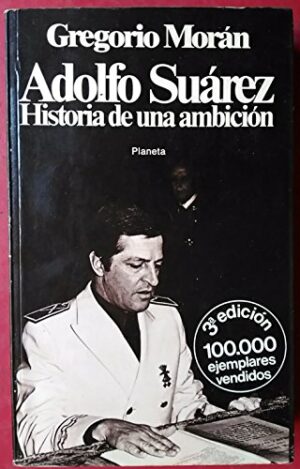 Gregorio Morán
Adolfo Suárez
Historia de una ambición
Planeta
3ª edición
100.000
ejemplares
vendidos